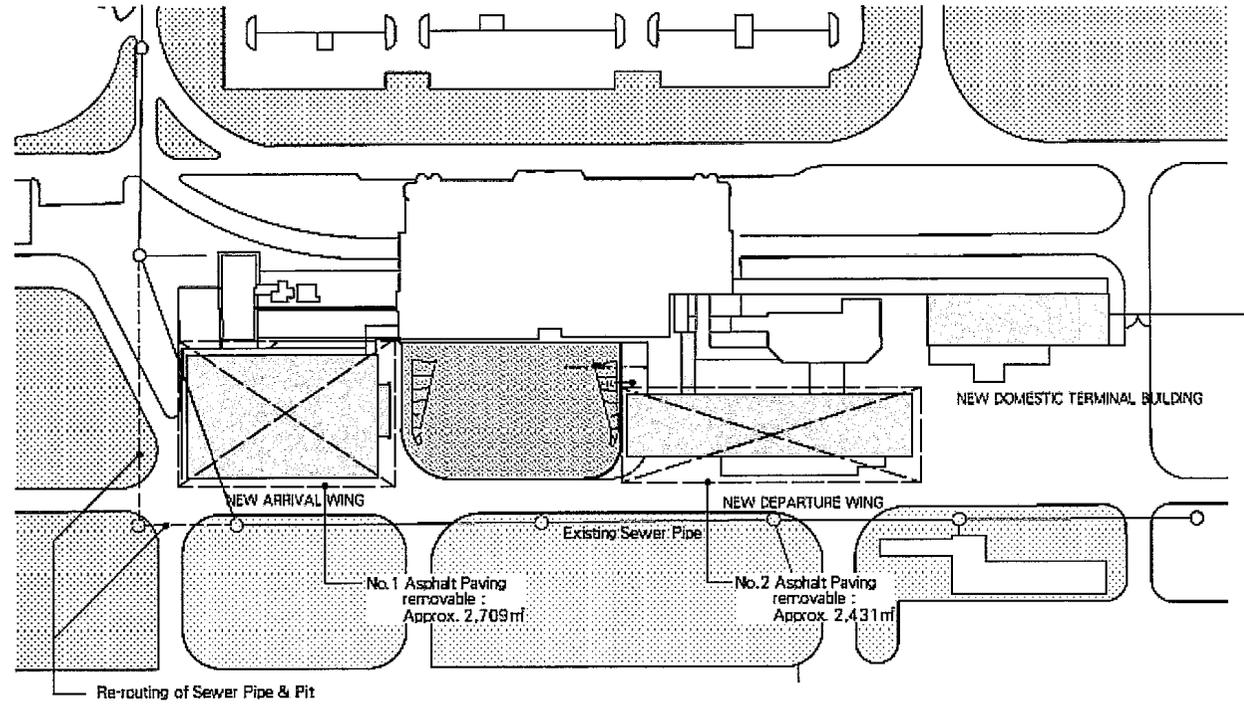 NEW DOMESTIC TERMINAL BUILDING
NEW ARRIVAL WING
NEW DEPARTURE WING
Existing Sewer Pipe
No.1 Asphalt Paving
removable :
Approx. 2,709㎡
No.2 Asphalt Paving
removable :
Approx. 2,431㎡
Re-routing of Sewer Pipe & Pit